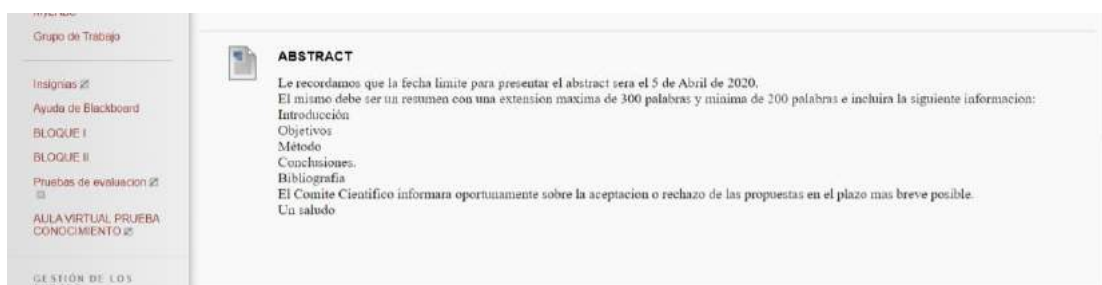 Grupo de Trabajo
Insignias
Ayuda de Blackboard
BLOQUE I
BLOQUE II
Pruebas de evaluacion
AULA VIRTUAL PRUEBA
CONOCIMIENTO
GESTIÓN DE LOS
ABSTRACT
Le recordamos que la fecha limite para presentar el abstract sera el 5 de Abril de 2020.
El mismo debe ser un resumen con una extension maxima de 300 palabras y minima de 200 palabras e incluira la siguiente informacion:
Introducción
Objetivos
Método
Conclusiones.
Bibliografia
El Comite Cientifico informara oportunamente sobre la aceptacion o rechazo de las propuestas en el plazo mas breve posible.
Un saludo